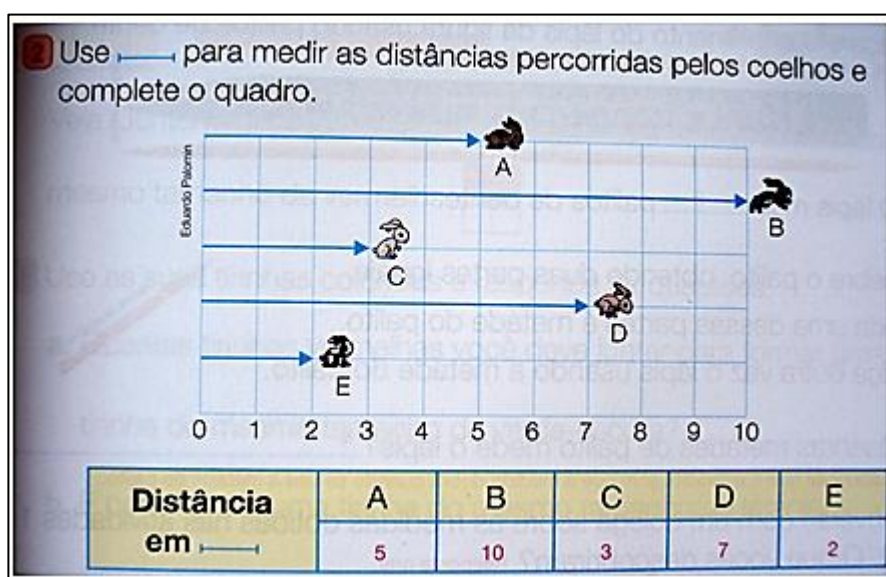 2 Use para medir as distâncias percorridas pelos coelhos e
complete o quadro.
Eduardo Palomin
A
B
C
D
E
0 1 2 3 4 5 6 7 8 9 10
Distância A B C D E
em 5 10 3 7 2